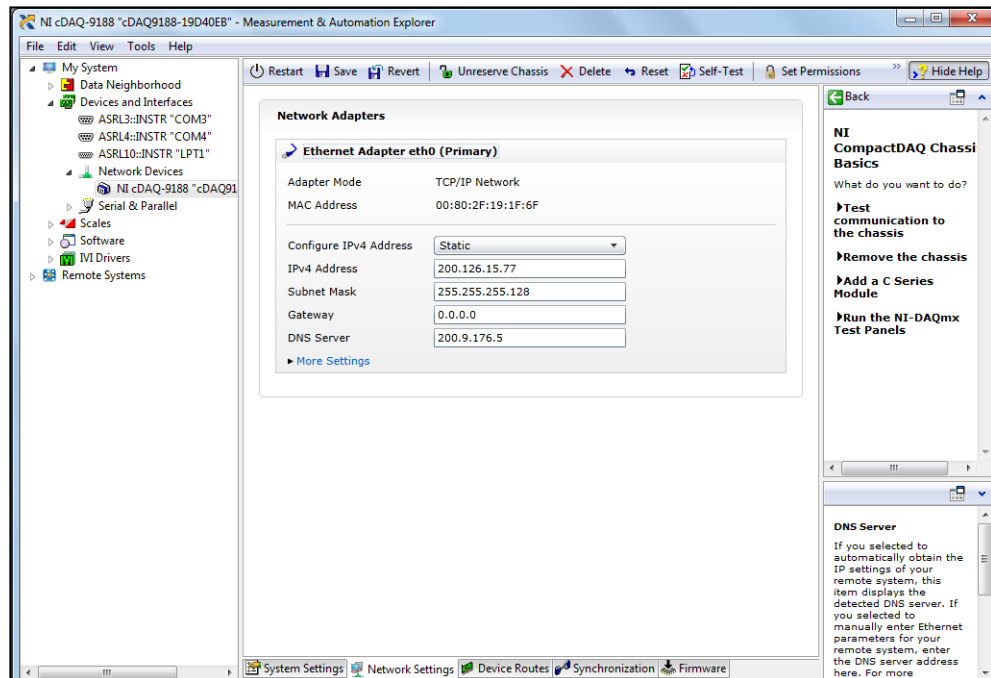 NI cDAQ-9188 "cDAQ9188-19D40EB" - Measurement & Automation Explorer
File Edit View Tools Help
My System
Data Neighborhood
Devices and Interfaces
ASRL3::INSTR "COM3"
ASRL4::INSTR "COM4"
ASRL10::INSTR "LPT1"
Network Devices
NI cDAQ-9188 "cDAQ91
Serial & Parallel
Scales
Software
IVI Drivers
Remote Systems
Restart Save Revert Unreserve Chassis Delete Reset Self-Test Set Permissions » Hide Help
Network Adapters
Ethernet Adapter eth0 (Primary)
Adapter Mode TCP/IP Network
MAC Address 00:80:2F:19:1F:6F
Configure IPv4 Address Static
IPv4 Address 200.126.15.77
Subnet Mask 255.255.255.128
Gateway 0.0.0.0
DNS Server 200.9.176.5
More Settings
System Settings Network Settings Device Routes Synchronization Firmware
Back
NI
CompactDAQ Chassi
Basics
What do you want to do?
Test
communication to
the chassis
Remove the chassis
Add a C Series
Module
Run the NI-DAQmx
Test Panels
DNS Server
If you selected to
automatically obtain the
IP settings of your
remote system, this
item displays the
detected DNS server. If
you selected to
manually enter Ethernet
parameters for your
remote system, enter
the DNS server address
here. For more